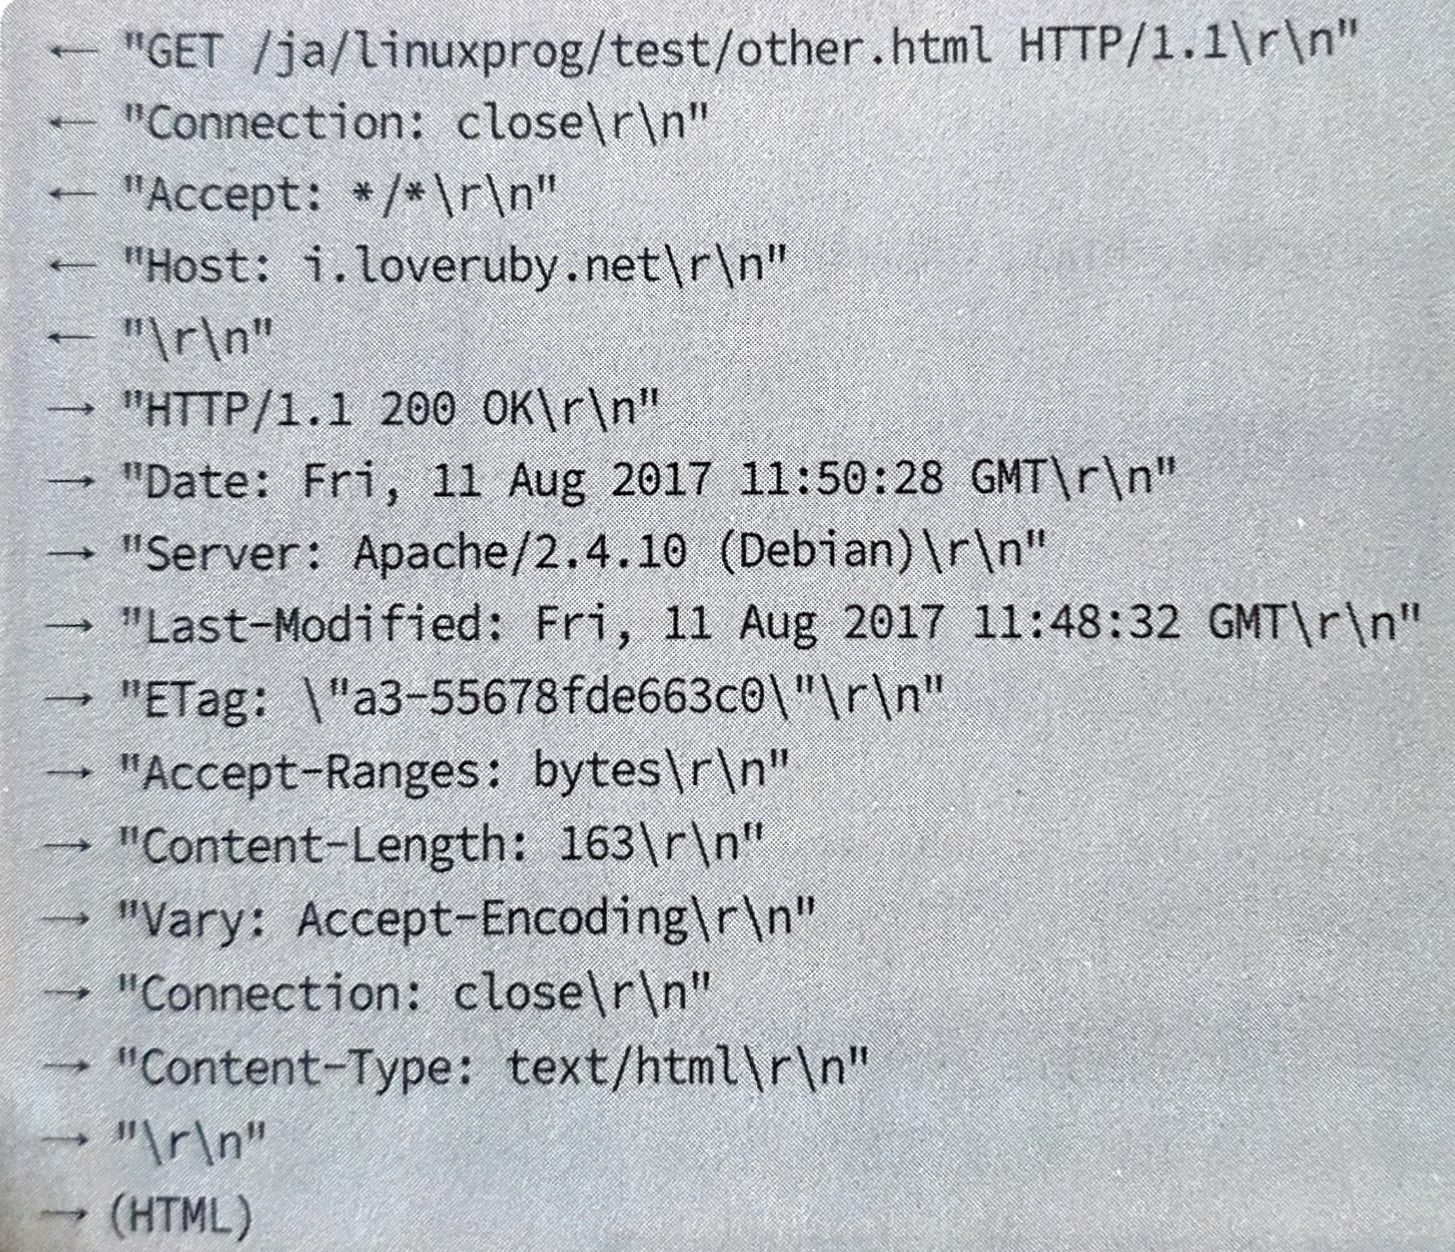 ← "GET /ja/linuxprog/test/other.html HTTP/1.1\r\n"
← "Connection: close\r\n"
← "Accept: */*\r\n"
← "Host: i.loveruby.net\r\n"
← "\r\n"
→ "HTTP/1.1 200 OK\r\n"
→ "Date: Fri, 11 Aug 2017 11:50:28 GMT\r\n"
→ "Server: Apache/2.4.10 (Debian)\r\n"
→ "Last-Modified: Fri, 11 Aug 2017 11:48:32 GMT\r\n"
→ "ETag: \"a3-55678fde663c0\"\r\n"
→ "Accept-Ranges: bytes\r\n"
→ "Content-Length: 163\r\n"
→ "Vary: Accept-Encoding\r\n"
→ "Connection: close\r\n"
→ "Content-Type: text/html\r\n"
→ "\r\n"
→ (HTML)